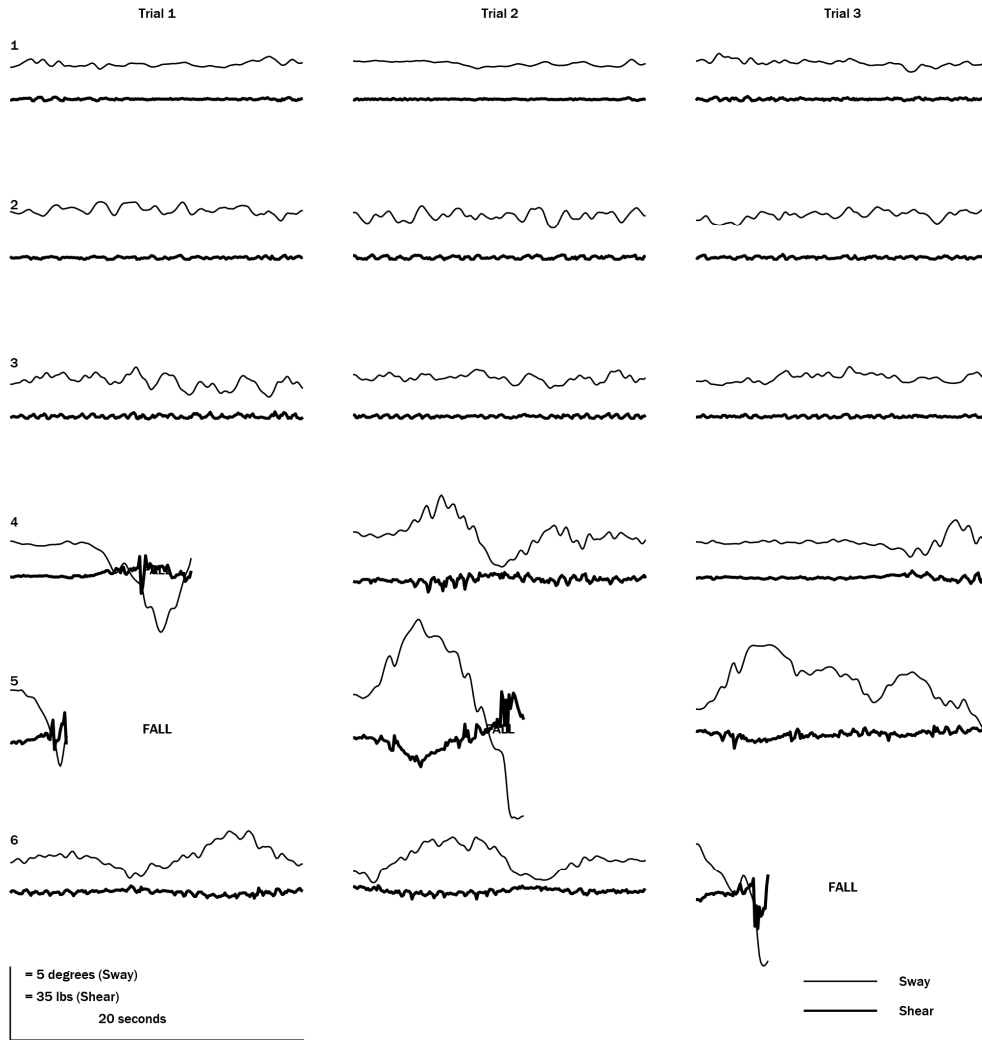 Trial 1 Trial 2 Trial 3
1
2
3
4
FALL
5
FALL FALL
6
FALL
= 5 degrees (Sway)
= 35 lbs (Shear)
20 seconds
Sway
Shear